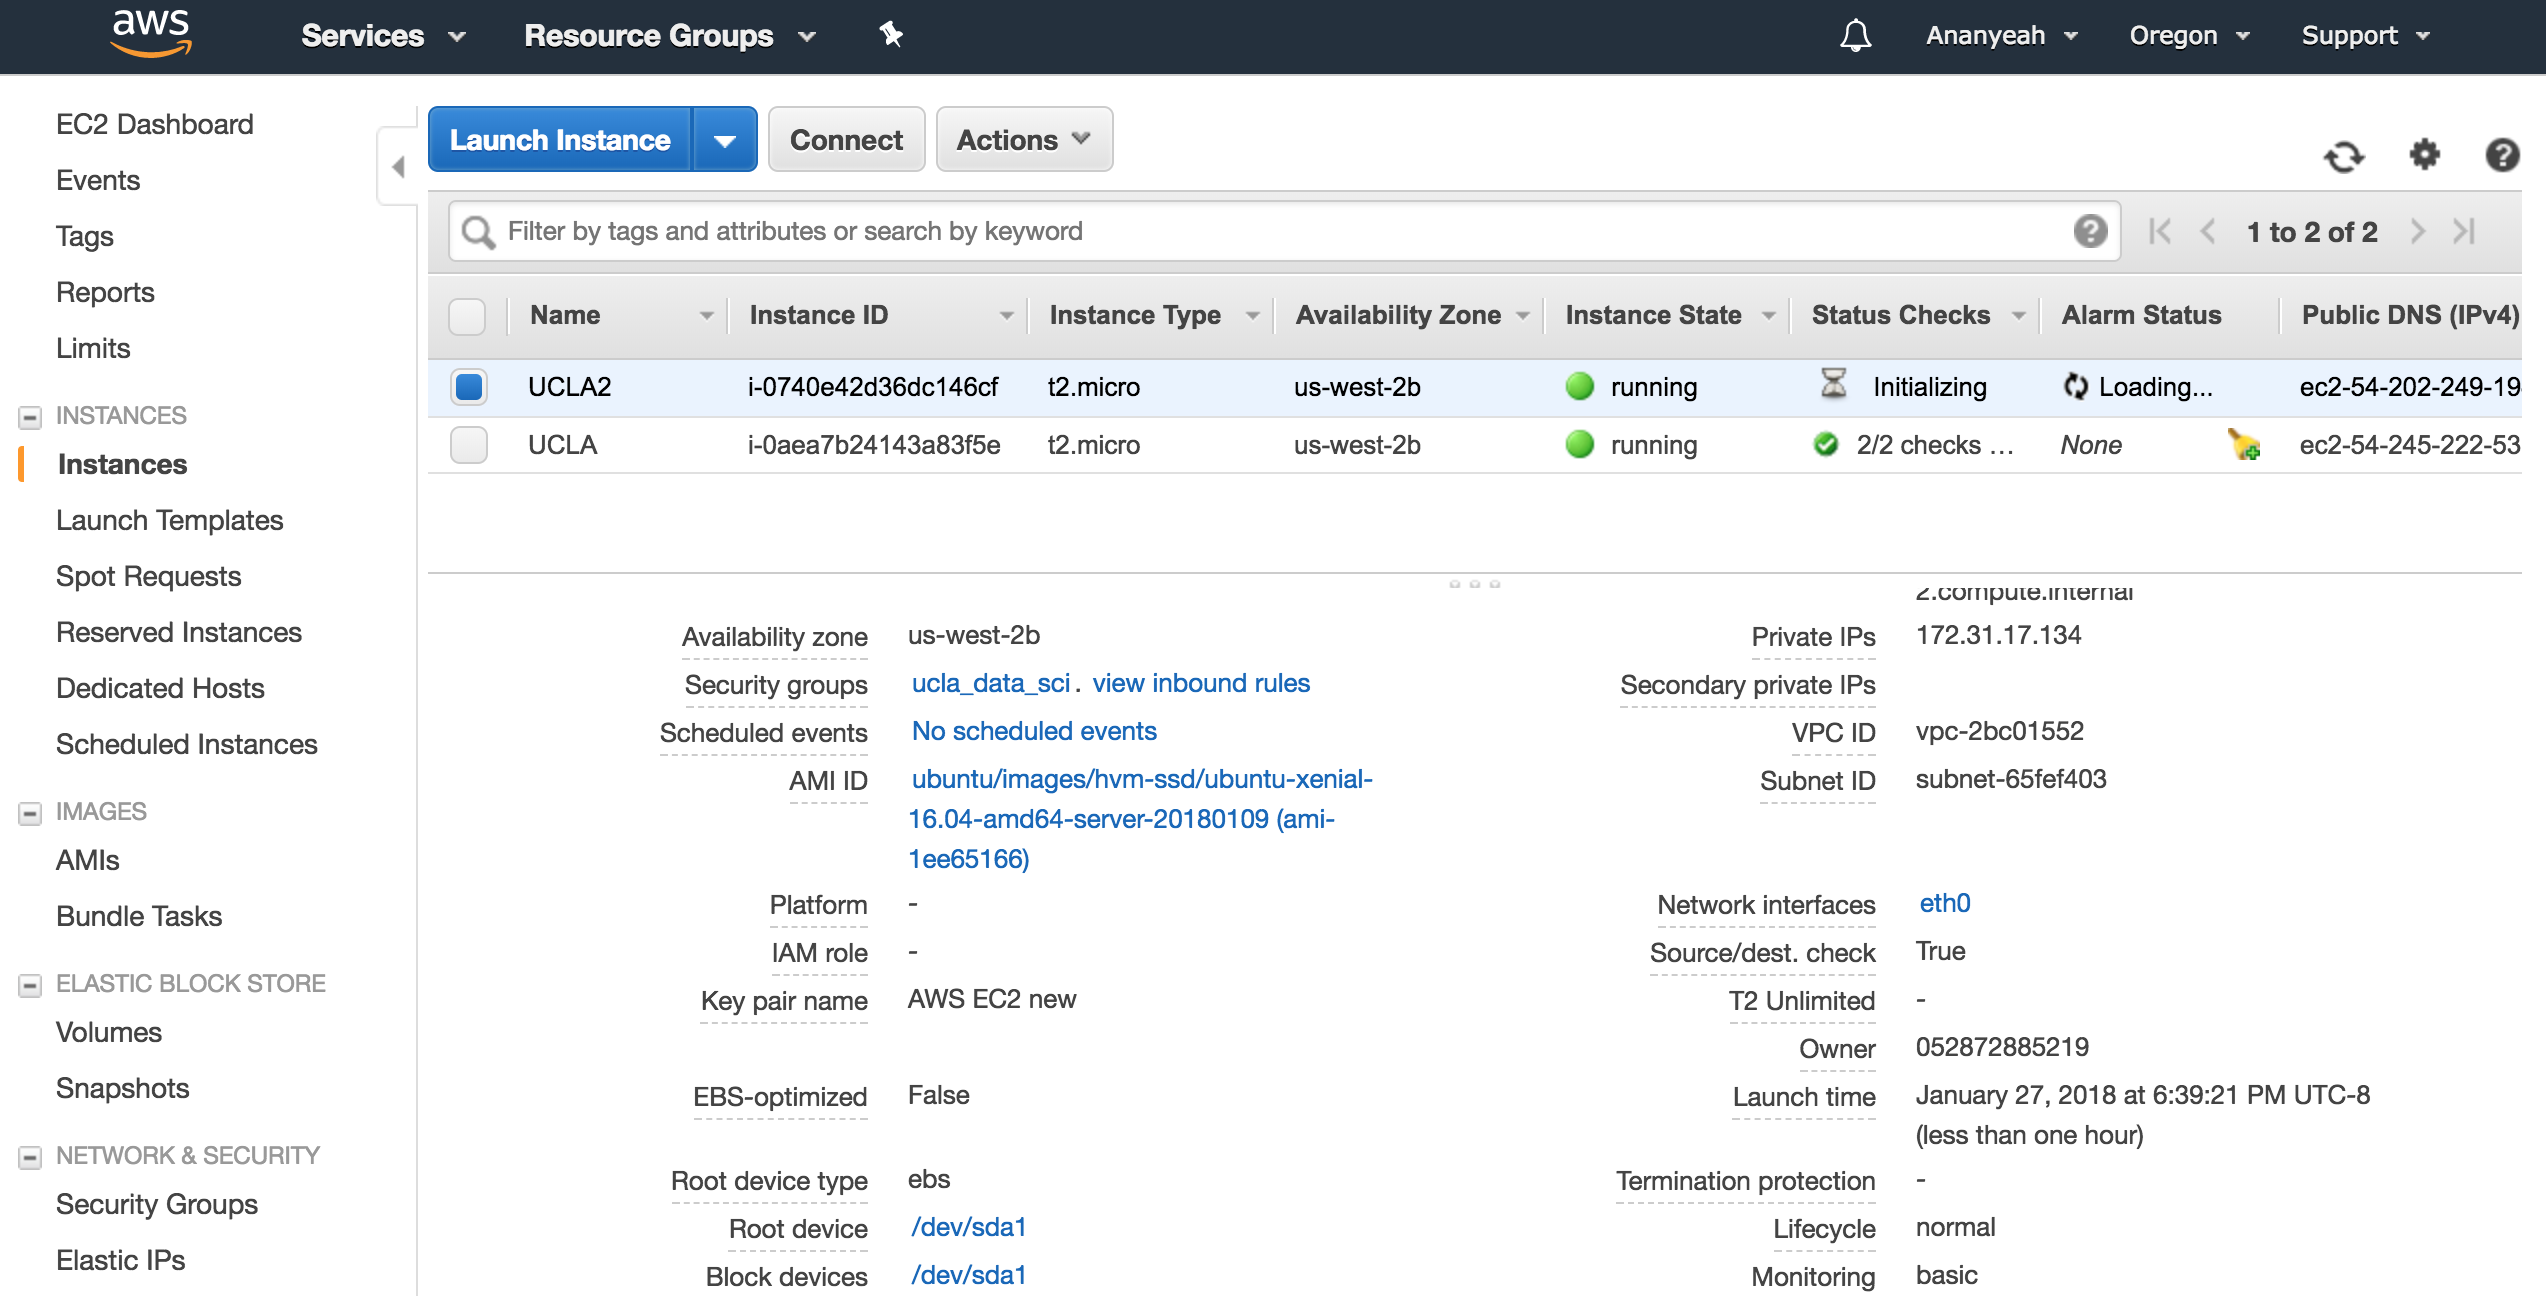 aws Services Resource Groups Ananyeah Oregon Support
EC2 Dashboard
Events
Tags
Reports
Limits
INSTANCES
Instances
Launch Templates
Spot Requests
Reserved Instances
Dedicated Hosts
Scheduled Instances
IMAGES
AMIs
Bundle Tasks
ELASTIC BLOCK STORE
Volumes
Snapshots
NETWORK & SECURITY
Security Groups
Elastic IPs
Launch Instance Connect Actions
Filter by tags and attributes or search by keyword 1 to 2 of 2
Name Instance ID Instance Type Availability Zone Instance State Status Checks Alarm Status Public DNS (IPv4)
UCLA2 i-0740e42d36dc146cf t2.micro us-west-2b running Initializing Loading... ec2-54-202-249-19
UCLA i-0aea7b24143a83f5e t2.micro us-west-2b running 2/2 checks ... None ec2-54-245-222-53
2.compute.internal
Availability zone us-west-2b
Security groups ucla_data_sci . view inbound rules
Scheduled events No scheduled events
AMI ID ubuntu/images/hvm-ssd/ubuntu-xenial-
16.04-amd64-server-20180109 (ami-
1ee65166)
Platform -
IAM role -
Key pair name AWS EC2 new
EBS-optimized False
Root device type ebs
Root device /dev/sda1
Block devices /dev/sda1
Private IPs 172.31.17.134
Secondary private IPs
VPC ID vpc-2bc01552
Subnet ID subnet-65fef403
Network interfaces eth0
Source/dest. check True
T2 Unlimited -
Owner 052872885219
Launch time January 27, 2018 at 6:39:21 PM UTC-8
(less than one hour)
Termination protection -
Lifecycle normal
Monitoring basic